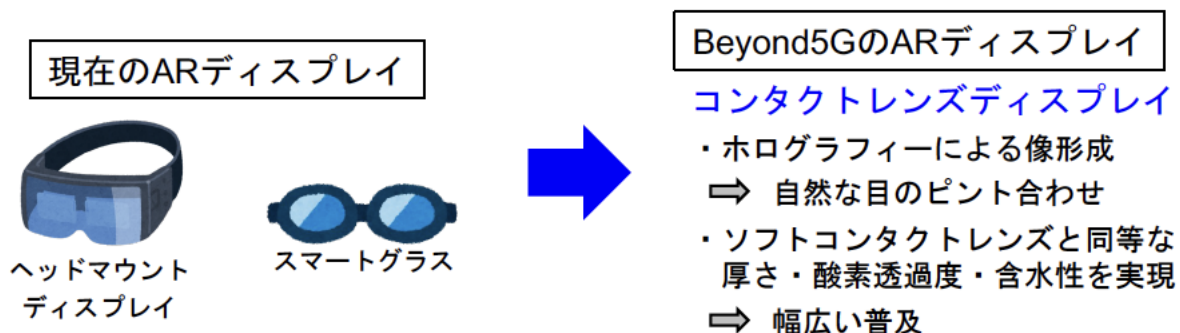 現在のARディスプレイ
ヘッドマウント
ディスプレイ
スマートグラス
Beyond5GのARディスプレイ
コンタクトレンズディスプレイ
・ホログラフィーによる像形成
⇒ 自然な目のピント合わせ
・ソフトコンタクトレンズと同等な
厚さ・酸素透過度・含水性を実現
⇒ 幅広い普及